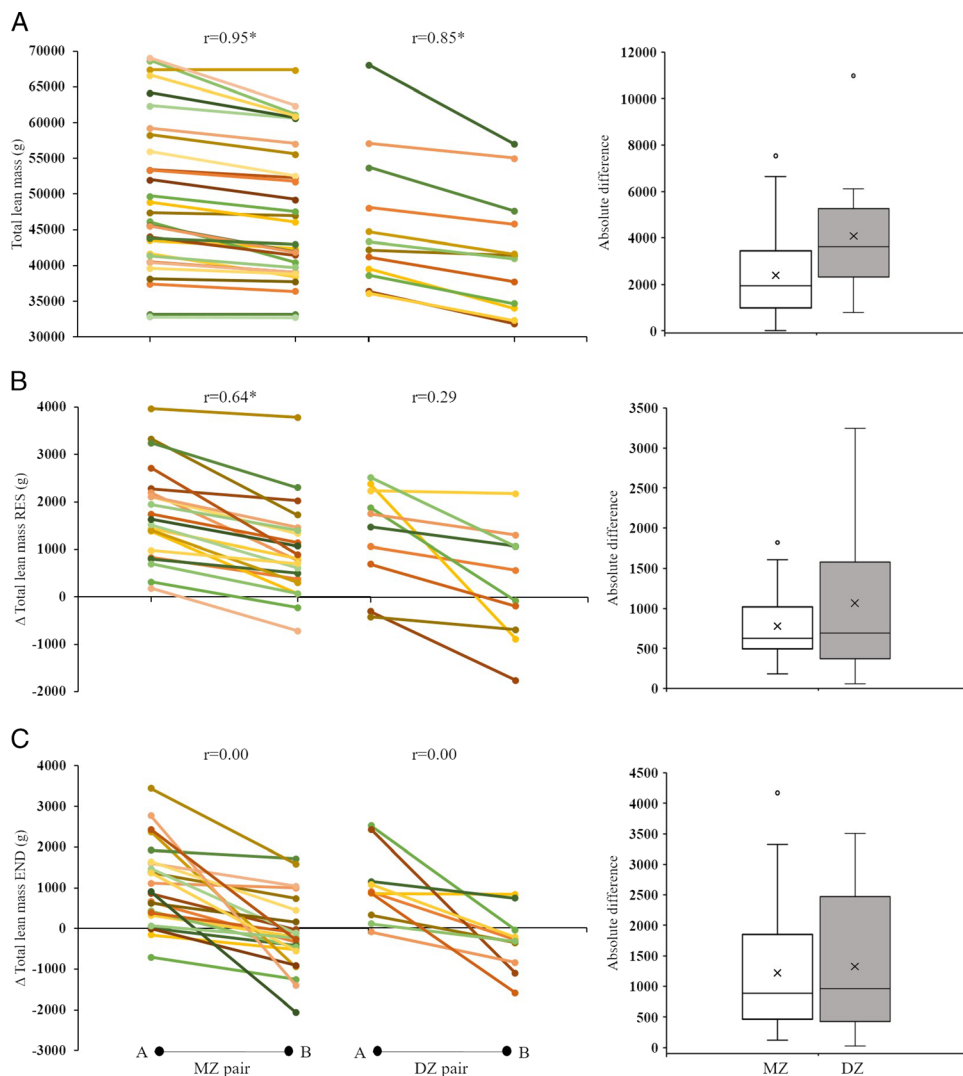 A
r=0.95*
r=0.85*
Total lean mass (g)
70000
65000
60000
55000
50000
45000
40000
35000
30000
Absolute difference
12000
10000
8000
6000
4000
2000
0
B
r=0.64*
r=0.29
Δ Total lean mass RES (g)
4000
3000
2000
1000
0
-1000
-2000
Absolute difference
3500
3000
2500
2000
1500
1000
500
0
C
r=0.00
r=0.00
Δ Total lean mass END (g)
4000
3000
2000
1000
0
-1000
-2000
-3000
A B
MZ pair
A B
DZ pair
Absolute difference
4500
4000
3500
3000
2500
2000
1500
1000
500
0
MZ DZ